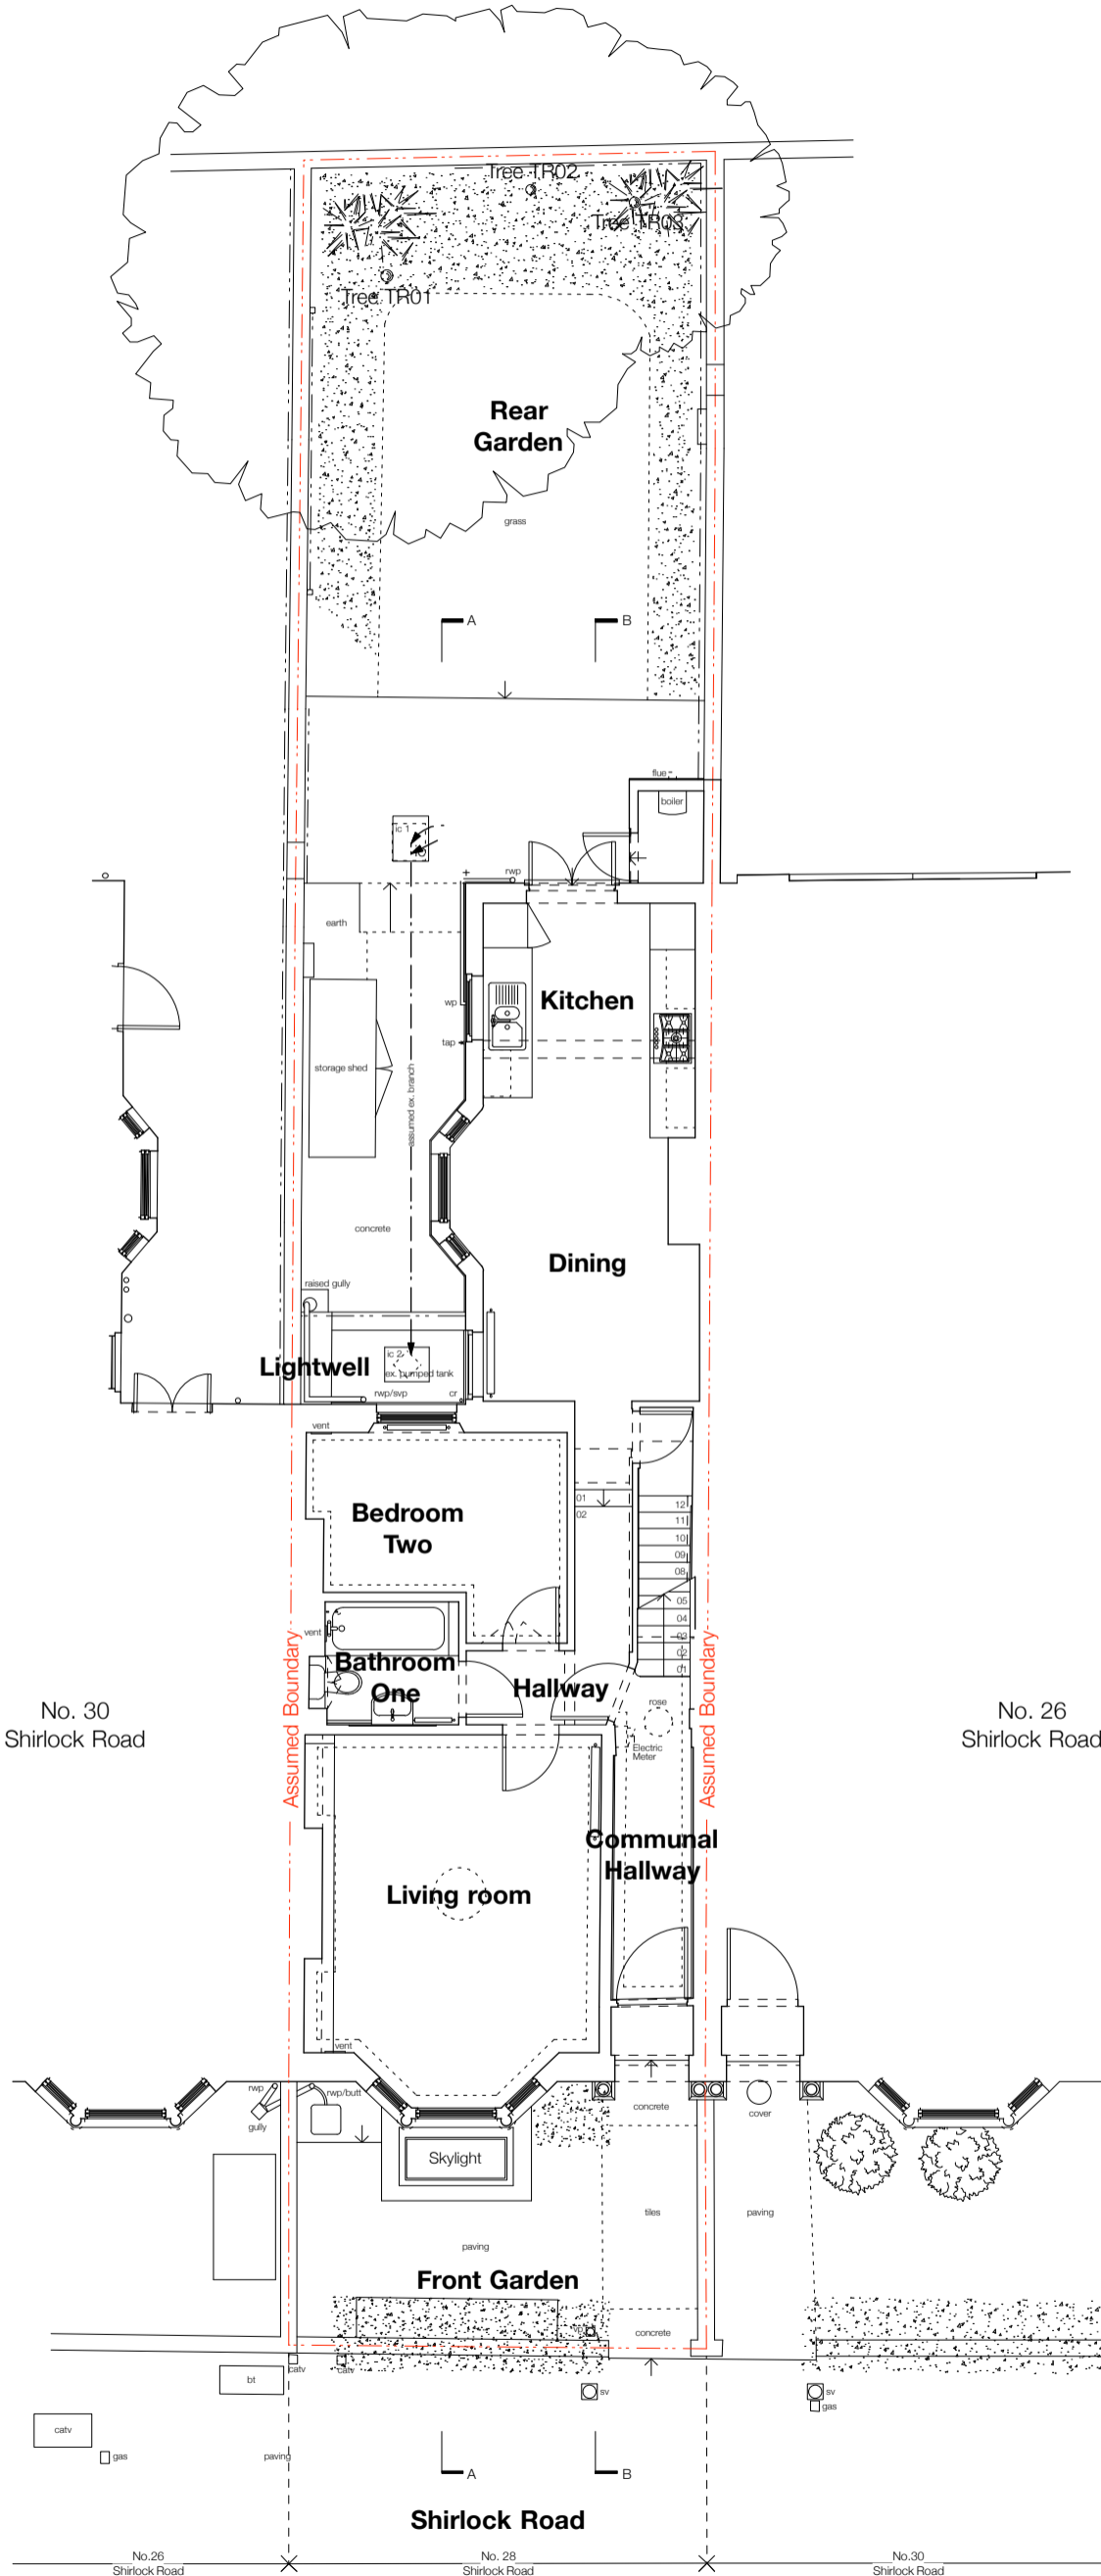 Tree TR02
Tree TR03
Tree TR01
Rear
Garden
grass
A
B
flue
boiler
ic 1
rwp
earth
wp
Kitchen
tap
storage shed
assumed ex. branch
concrete
Dining
raised gully
Lightwell
ic 2
ex. pumped tank
rwp/svp
cr
vent
01
02
Bedroom
Two
12
11
10
09
08
05
04
03
02
01
vent
Bathroom
One
Hallway
rose
Electric
Meter
Assumed Boundary
Assumed Boundary
No. 30
Shirlock Road
No. 26
Shirlock Road
Communal
Hallway
Living room
vent
rwp
gully
rwp/butt
concrete
cover
Skylight
tiles
paving
paving
Front Garden
vp
concrete
catv
catv
bt
sv
sv
gas
catv
gas
paving
A
B
Shirlock Road
No.26
Shirlock Road
No. 28
Shirlock Road
No.30
Shirlock Road